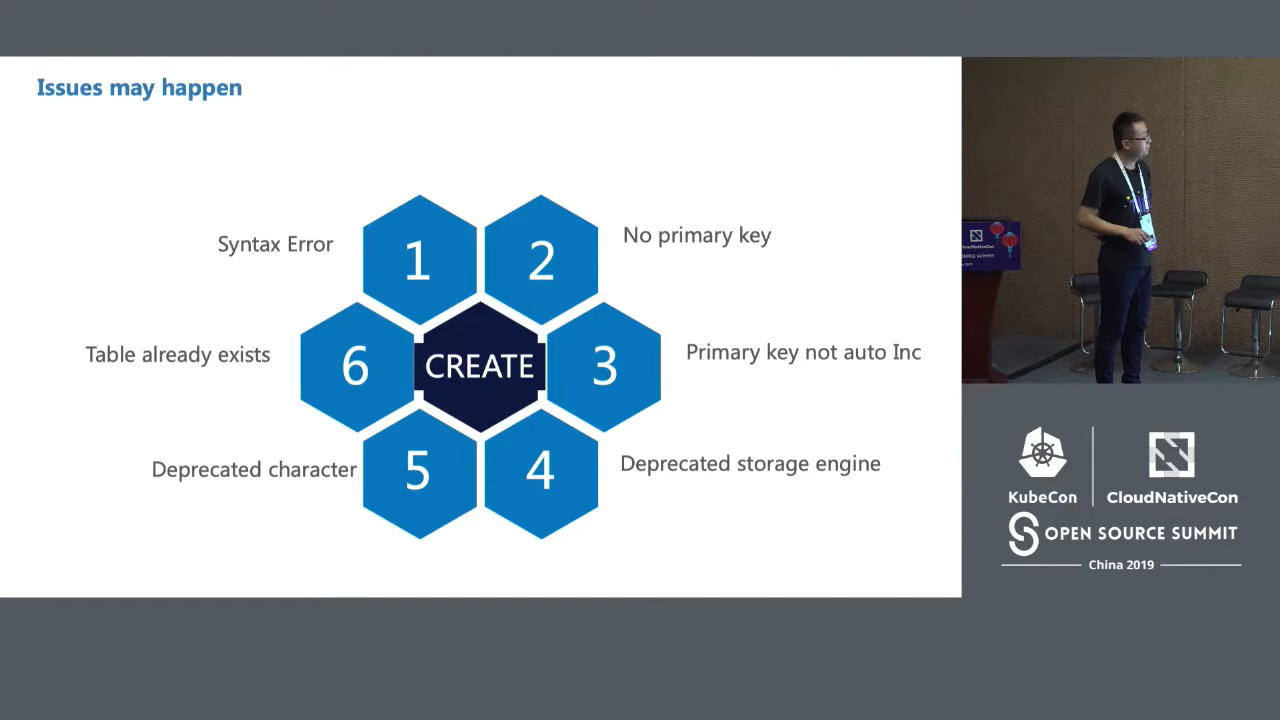 Issues may happen
Syntax Error
1
2
No primary key
Table already exists
6
CREATE
3
Primary key not auto Inc
Deprecated character
5
4
Deprecated storage engine
KubeCon
CloudNativeCon
OPEN SOURCE SUMMIT
China 2019